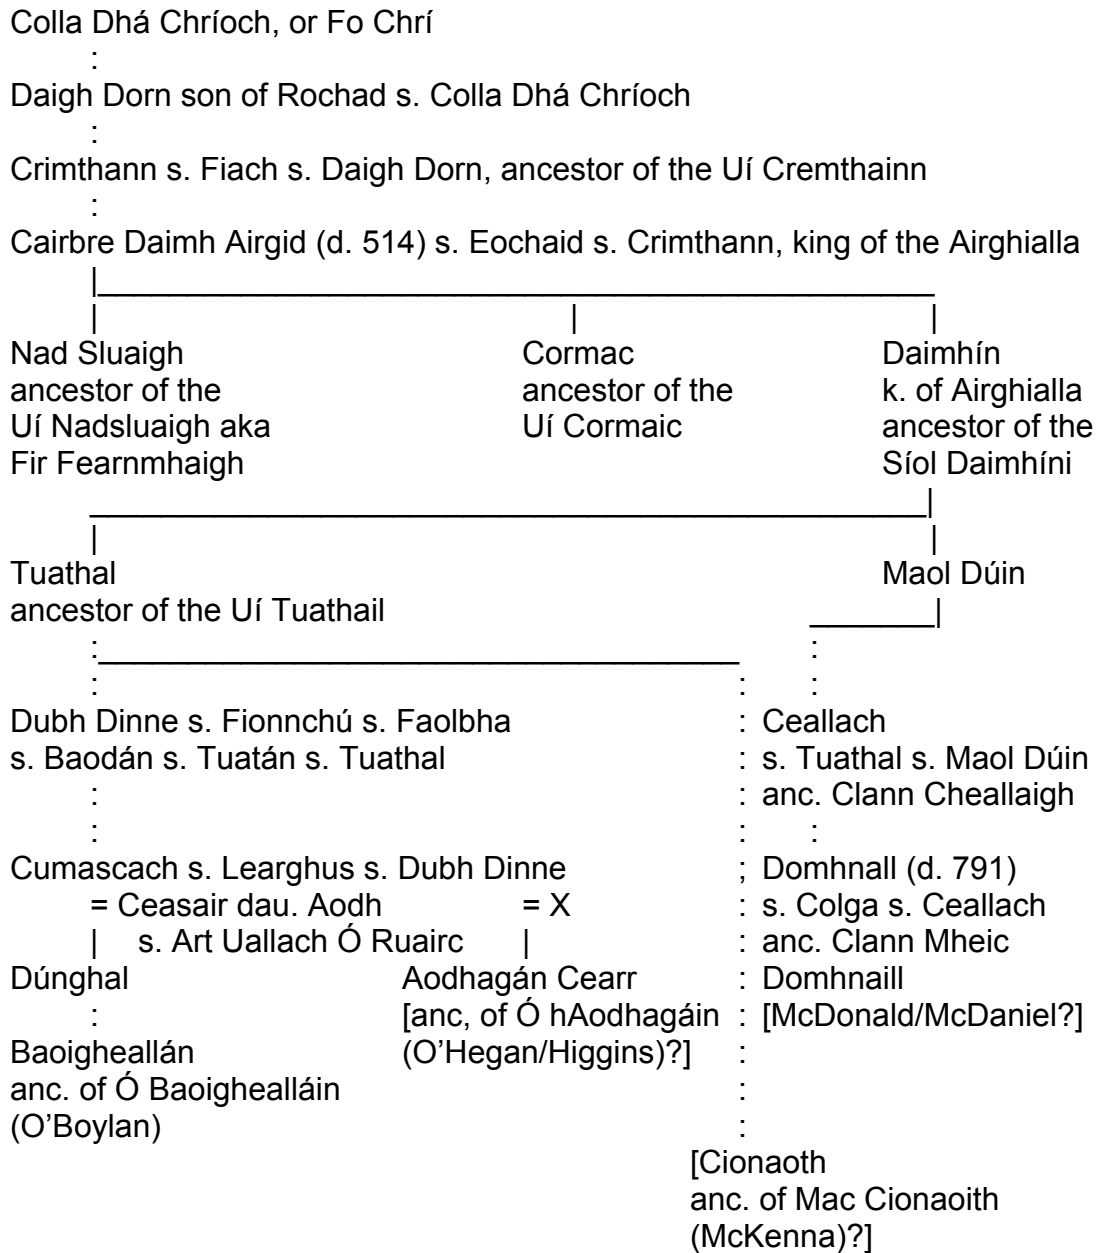 Colla Dhá Chríoch, or Fo Chrí
:
Daigh Dorn son of Rochad s. Colla Dhá Chríoch
:
Crimthann s. Fiach s. Daigh Dorn, ancestor of the Uí Cremthainn
:
Cairbre Daimh Airgid (d. 514) s. Eochaid s. Crimthann, king of the Airghialla
|_______________________________________________
| | |
Nad Sluaigh Cormac Daimhín
ancestor of the ancestor of the k. of Airghialla
Uí Nadsluaigh aka Uí Cormaic ancestor of the
Fir Fearnmhaigh Síol Daimhíni
_______________________________________________|
| |
Tuathal Maol Dúin
ancestor of the Uí Tuathail _______|
:____________________________________ :
: : :
Dubh Dinne s. Fionnchú s. Faolbha : Ceallach
s. Baodán s. Tuatán s. Tuathal : s. Tuathal s. Maol Dúin
: : anc. Clann Cheallaigh
: : :
Cumascach s. Learghus s. Dubh Dinne ; Domhnall (d. 791)
= Ceasair dau. Aodh = X : s. Colga s. Ceallach
| s. Art Uallach Ó Ruairc | : anc. Clann Mheic
Dúnghal Aodhagán Cearr : Domhnaill
: [anc, of Ó hAodhagáin : [McDonald/McDaniel?]
Baoigheallán (O’Hegan/Higgins)?] :
anc. of Ó Baoighealláin :
(O’Boylan) :
[Cionaoth
anc. of Mac Cionaoith
(McKenna)?]